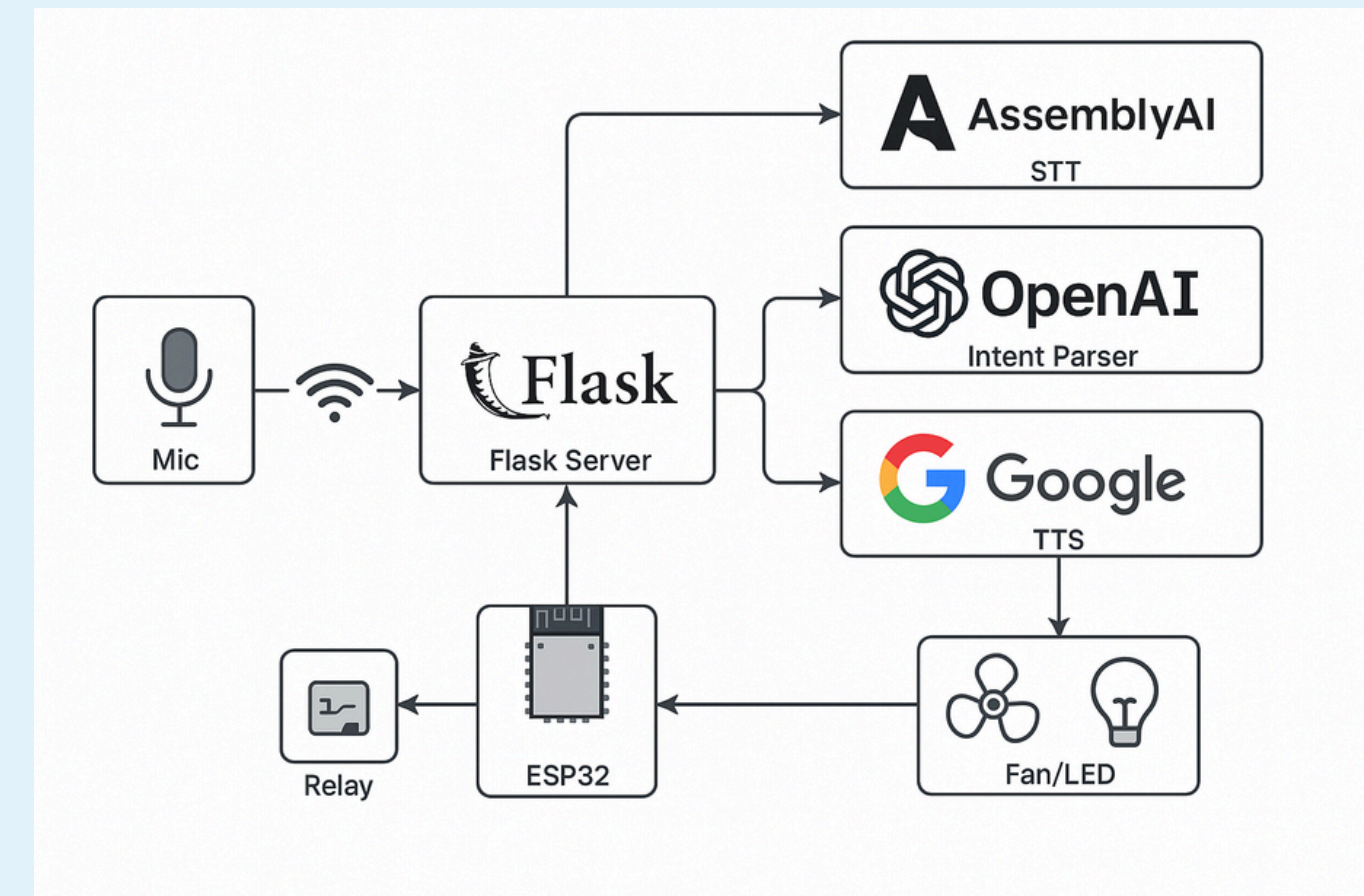 AssemblyAI
STT
OpenAI
Intent Parser
Mic
Flask
Flask Server
Google
TTS
Relay
ESP32
Fan/LED